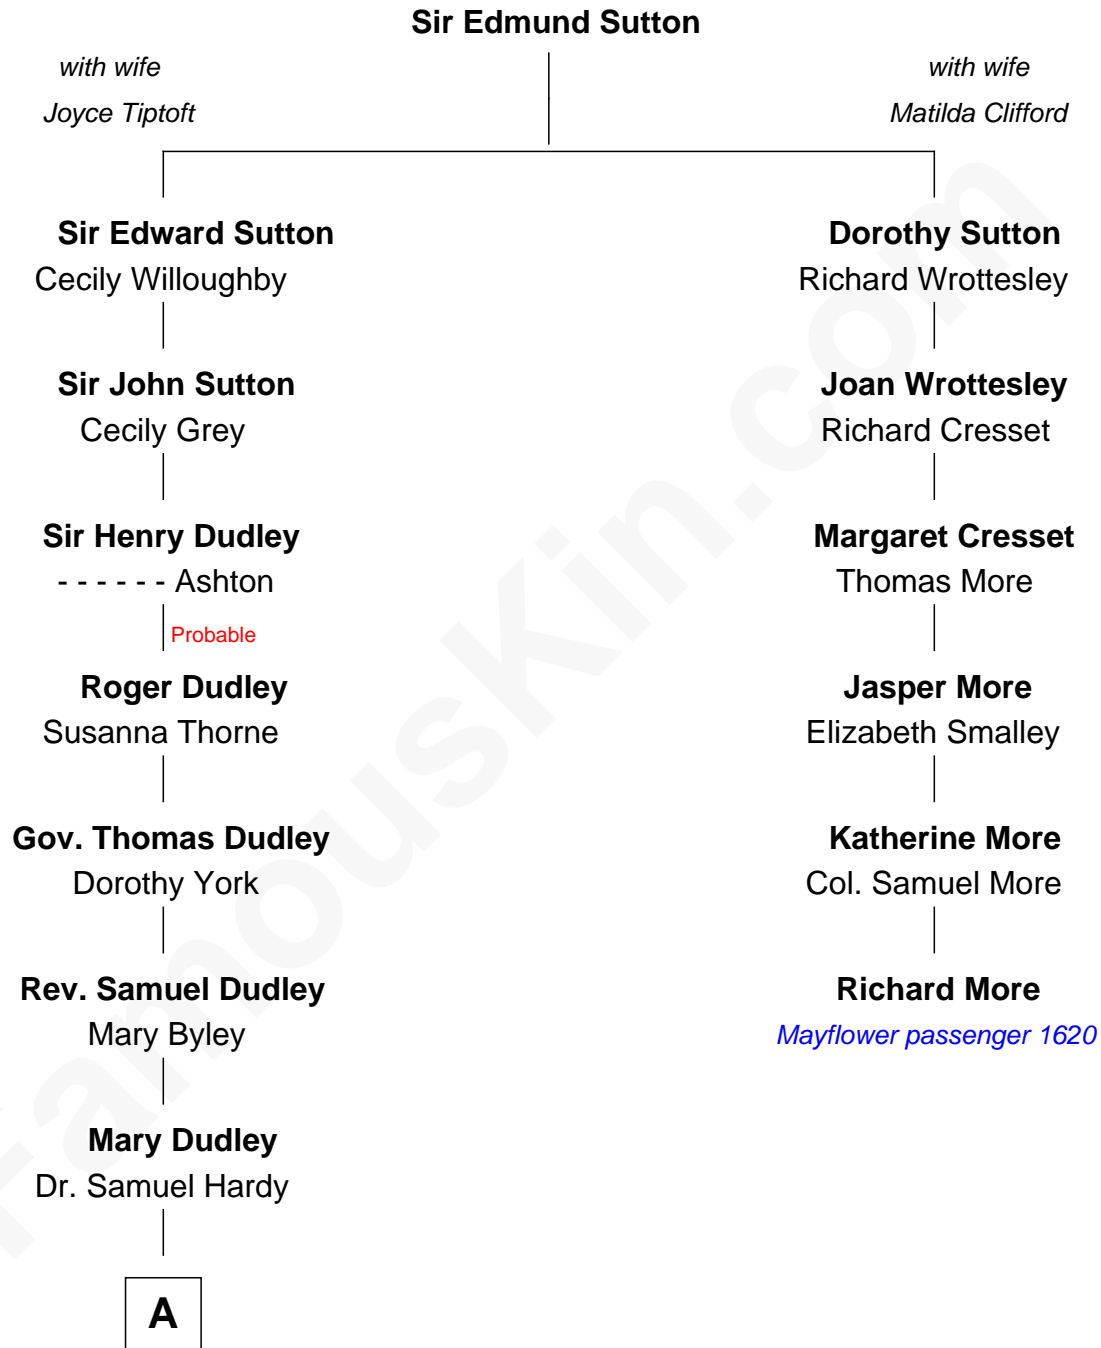 Sir Edmund Sutton
with wife
Joyce Tiptoft
with wife
Matilda Clifford
Sir Edward Sutton
Cecily Willoughby
Dorothy Sutton
Richard Wrottesley
Sir John Sutton
Cecily Grey
Joan Wrottesley
Richard Cresset
Sir Henry Dudley
- - - - - - Ashton
Margaret Cresset
Thomas More
Probable
Roger Dudley
Susanna Thorne
Jasper More
Elizabeth Smalley
Gov. Thomas Dudley
Dorothy York
Katherine More
Col. Samuel More
Rev. Samuel Dudley
Mary Byley
Richard More
Mayflower passenger 1620
Mary Dudley
Dr. Samuel Hardy
A
FamousKin.com